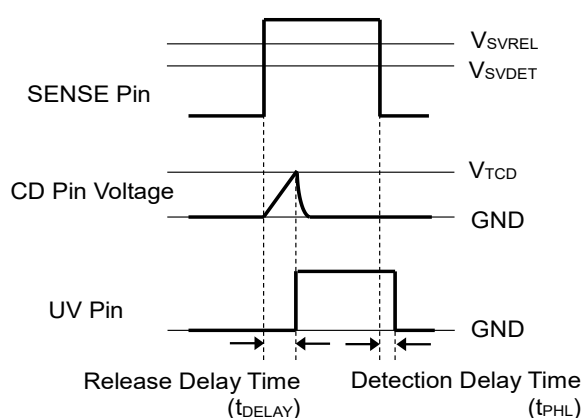 VSVREL
VSVDET
SENSE Pin
VTCD
CD Pin Voltage
GND
UV Pin
GND
Release Delay Time
(tDELAY)
Detection Delay Time
(tPHL)